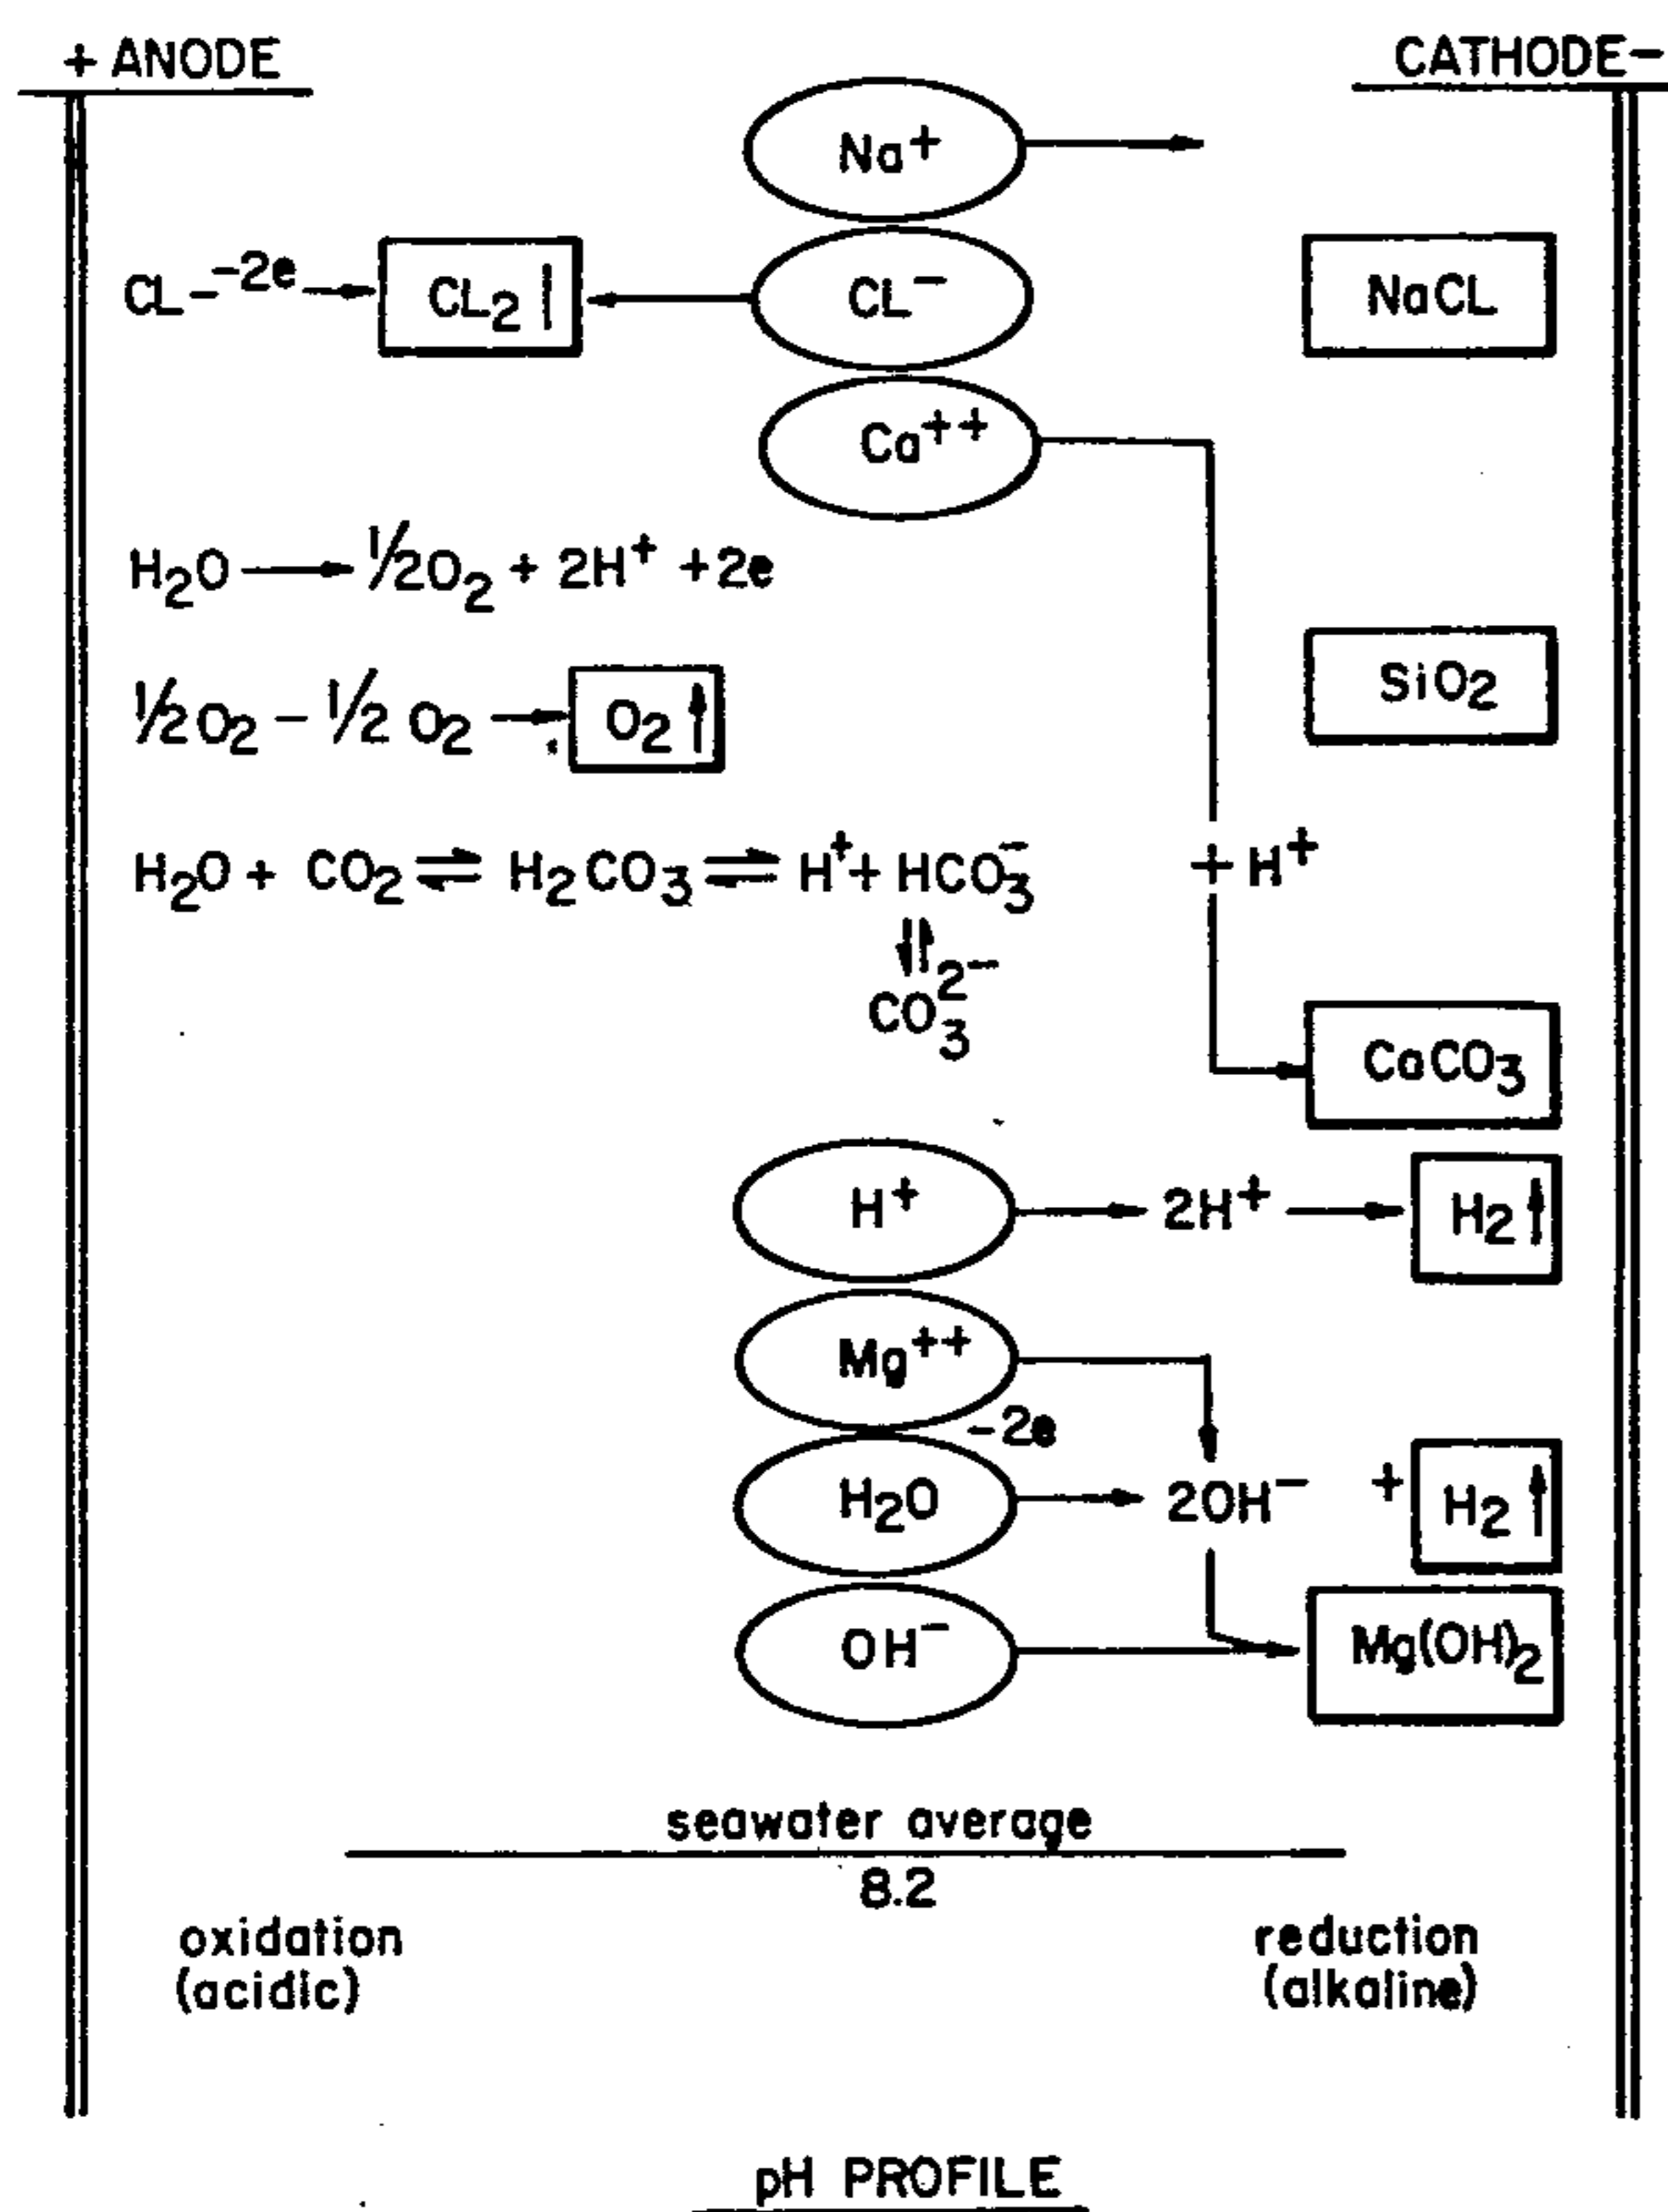 + ANODE CATHODE-
Na⁺
CL-⁻²ᵉ → CL₂ | ← CL⁻ NaCL
Ca⁺⁺
H₂O → 1/2O₂ + 2H⁺ +2e
SiO₂
1/2O₂ - 1/2 O₂ → O₂ ↑
H₂O + CO₂ ⇌ H₂CO₃ ⇌ H⁺ + HCO₃⁻ + H⁺
⇌
CO₃²⁻
CaCO₃
H⁺ → 2H⁺ → H₂ ↑
Mg⁺⁺
-2e
H₂O → 2OH⁻ + H₂ ↑
OH⁻ → Mg(OH)₂
seawater average
8.2
oxidation reduction
(acidic) (alkaline)
pH PROFILE